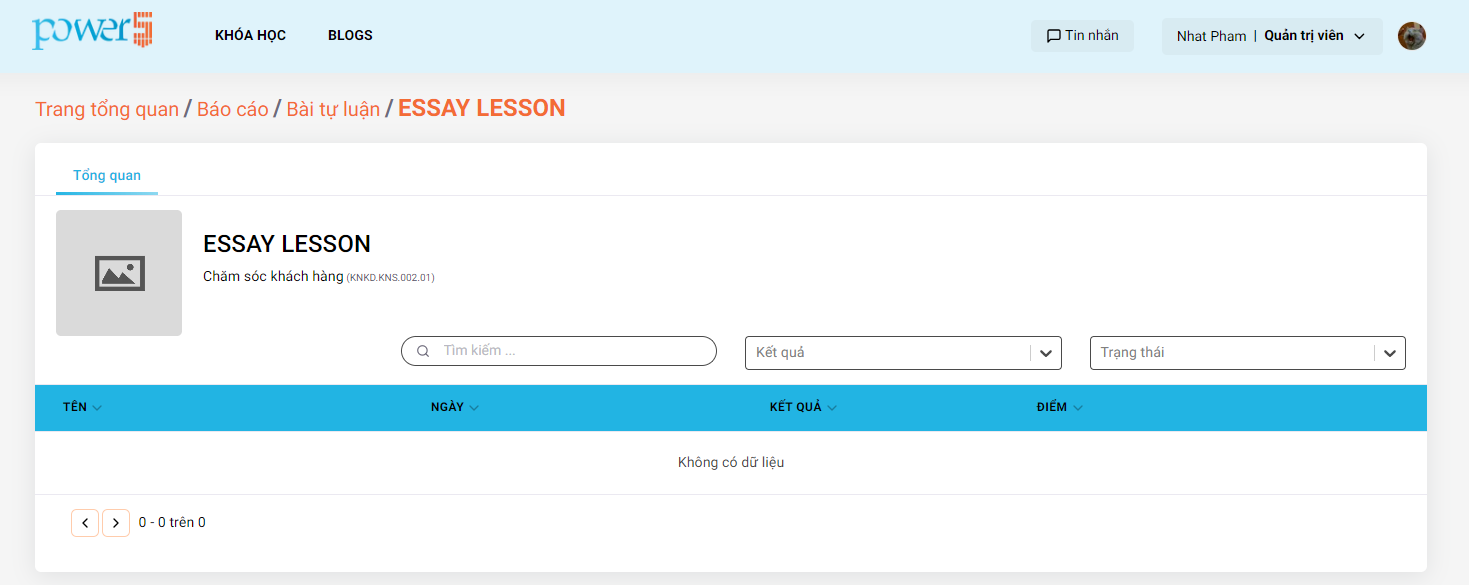 power5
KHÓA HỌC
BLOGS
Tin nhắn
Nhat Pham | Quản trị viên
Trang tổng quan / Báo cáo / Bài tự luận / ESSAY LESSON
Tổng quan
ESSAY LESSON
Chăm sóc khách hàng (KNKD.KNS.002.01)
Tìm kiếm ...
Kết quả
Trạng thái
TÊN
NGÀY
KẾT QUẢ
ĐIỂM
Không có dữ liệu
0 - 0 trên 0